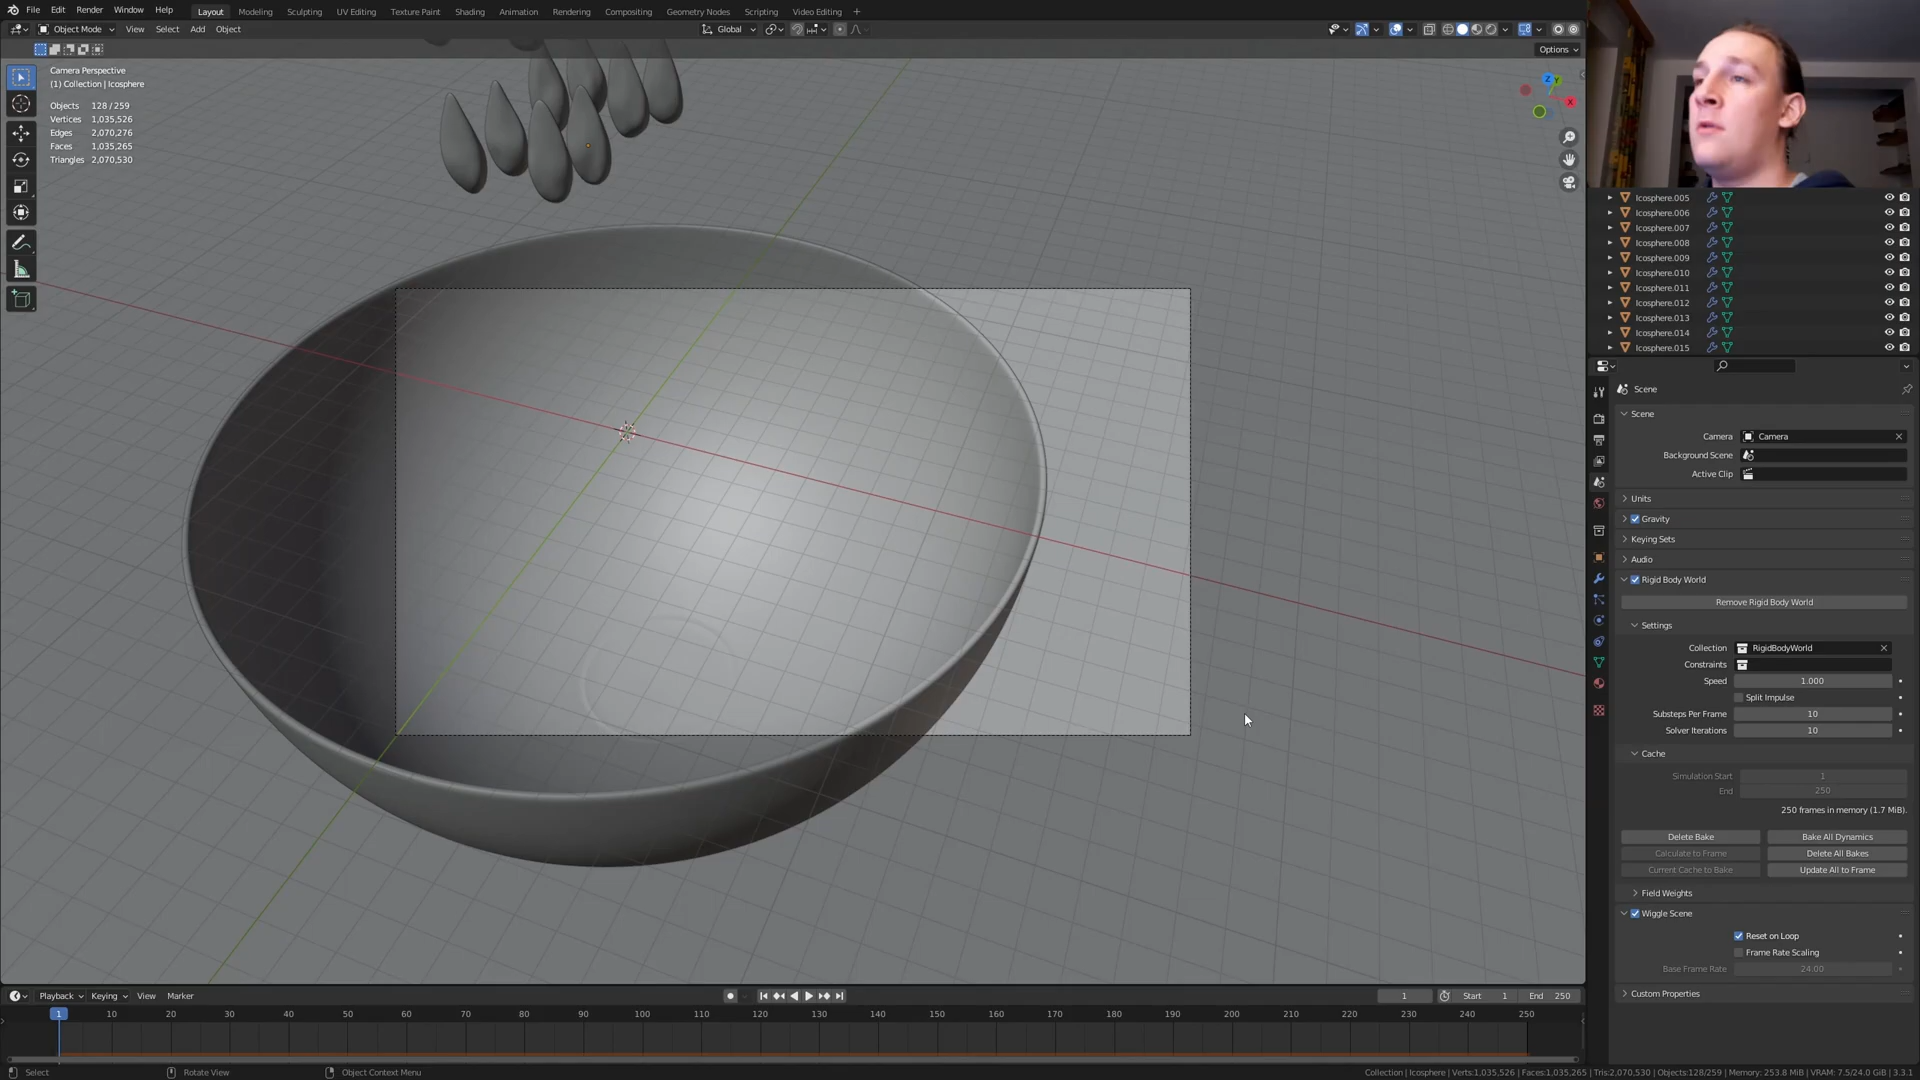 File Edit Render Window Help Layout Modeling Sculpting UV Editing Texture Paint Shading Animation Rendering Compositing Geometry Nodes Scripting Video Editing +
Object Mode View Select Add Object Global
Options
Camera Perspective
(1) Collection | Icosphere
Objects 128 / 259
Vertices 1,035,526
Edges 2,070,276
Faces 1,035,265
Triangles 2,070,530
Z
Y
X
Icosphere.005
Icosphere.006
Icosphere.007
Icosphere.008
Icosphere.009
Icosphere.010
Icosphere.011
Icosphere.012
Icosphere.013
Icosphere.014
Icosphere.015
Scene
Scene
Camera Camera
Background Scene
Active Clip
Units
Gravity
Keying Sets
Audio
Rigid Body World
Remove Rigid Body World
Settings
Collection RigidBodyWorld
Constraints
Speed 1.000
Split Impulse
Substeps Per Frame 10
Solver Iterations 10
Cache
Simulation Start 1
End 250
250 frames in memory (1.7 MiB).
Delete Bake Bake All Dynamics
Calculate to Frame Delete All Bakes
Current Cache to Bake Update All to Frame
Field Weights
Wiggle Scene
Reset on Loop
Frame Rate Scaling
Base Frame Rate 24.00
Custom Properties
Playback Keying View Marker 1 Start 1 End 250
1 10 20 30 40 50 60 70 80 90 100 110 120 130 140 150 160 170 180 190 200 210 220 230 240 250
Select Rotate View Object Context Menu Collection | Icosphere | Verts:1,035,526 | Faces:1,035,265 | Tris:2,070,530 | Objects:128/259 | Memory: 253.8 MiB | VRAM: 7.5/24.0 GiB | 3.3.1